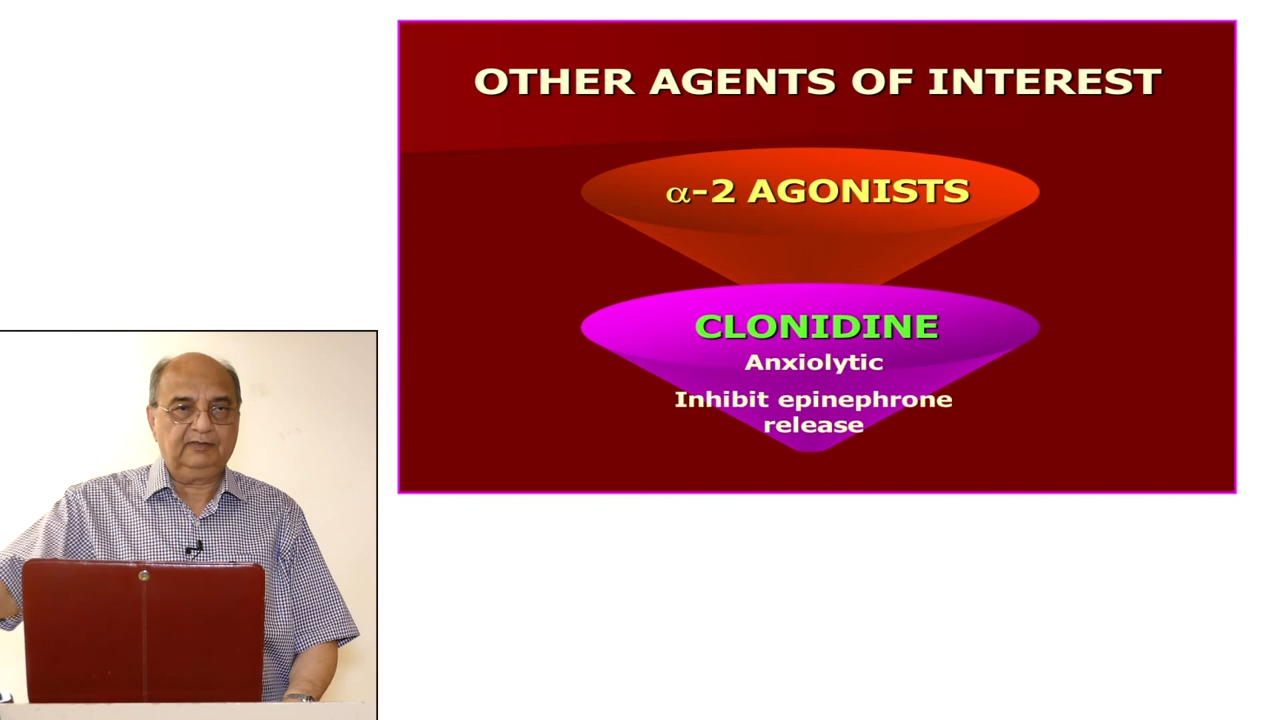 OTHER AGENTS OF INTEREST
α-2 AGONISTS
CLONIDINE
Anxiolytic
Inhibit epinephrone
release